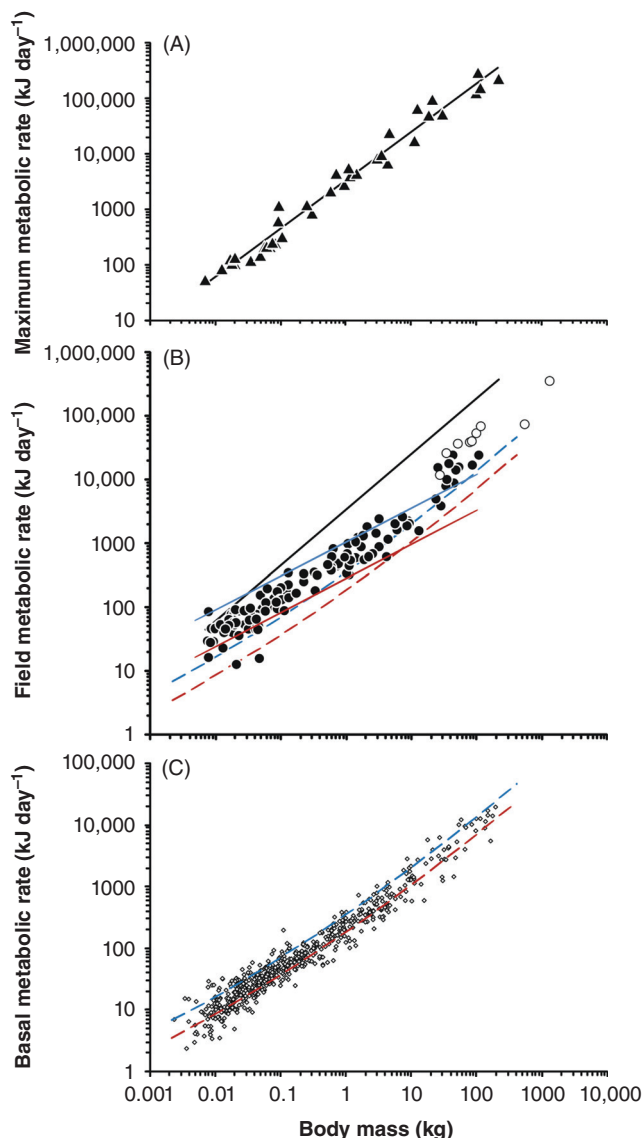 (A)
Maximum metabolic rate (kJ day⁻¹)
1,000,000
100,000
10,000
1000
100
10
(B)
Field metabolic rate (kJ day⁻¹)
1,000,000
100,000
10,000
1000
100
10
1
(C)
Basal metabolic rate (kJ day⁻¹)
100,000
10,000
1000
100
10
1
0.001 0.01 0.1 1 10 100 1000 10,000
Body mass (kg)